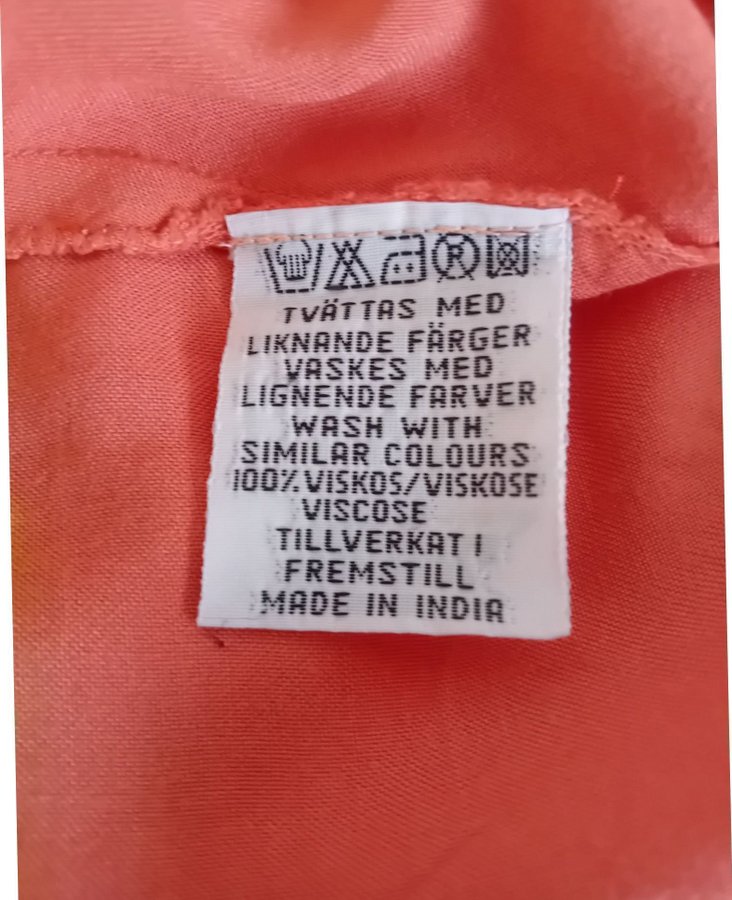 TVÄTTAS MED
LIKNANDE FÄRGER
VASKES MED
LIGNENDE FARVER
WASH WITH
SIMILAR COLOURS
100% VISKOS/VISKOSE
VISCOSE
TILLVERKAT I
FREMSTILL
MADE IN INDIA